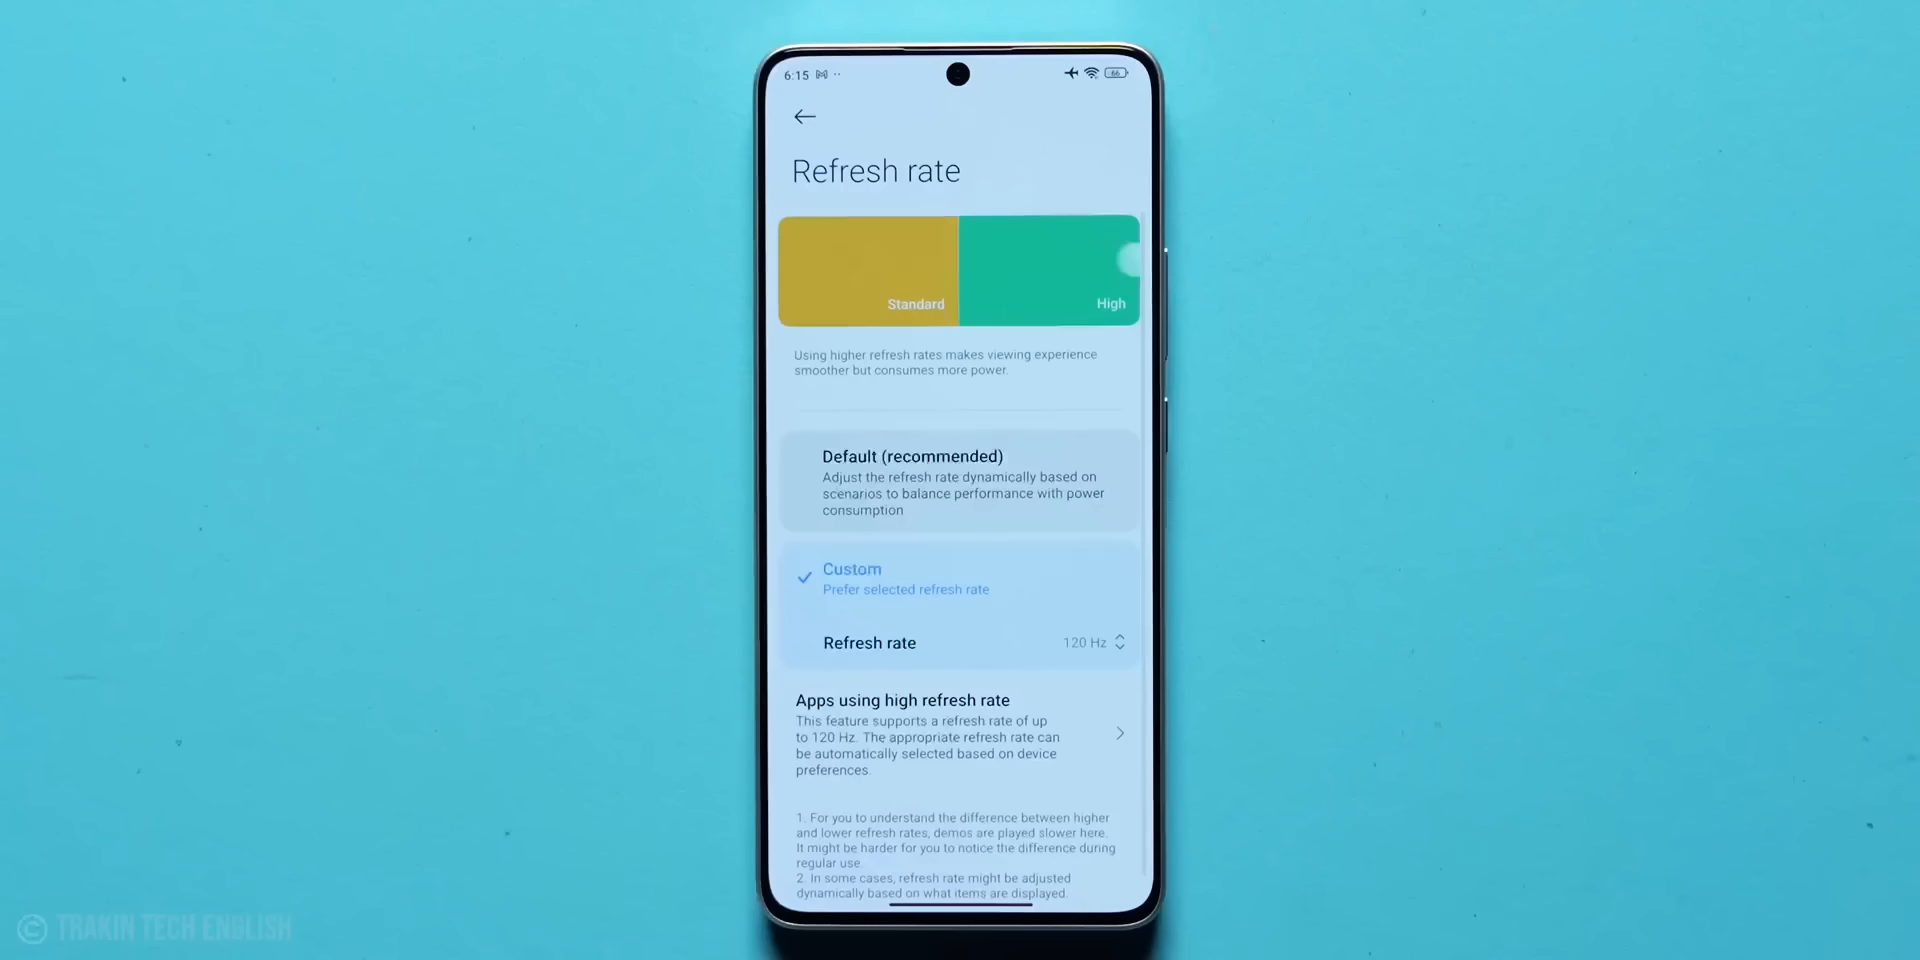 6:15
66
Refresh rate
Standard
High
Using higher refresh rates makes viewing experience
smoother but consumes more power.
Default (recommended)
Adjust the refresh rate dynamically based on
scenarios to balance performance with power
consumption
Custom
Prefer selected refresh rate
Refresh rate
120 Hz
Apps using high refresh rate
This feature supports a refresh rate of up
to 120 Hz. The appropriate refresh rate can
be automatically selected based on device
preferences.
1. For you to understand the difference between higher
and lower refresh rates, demos are played slower here.
It might be harder for you to notice the difference during
regular use.
2. In some cases, refresh rate might be adjusted
dynamically based on what items are displayed.
© TRAKIN TECH ENGLISH